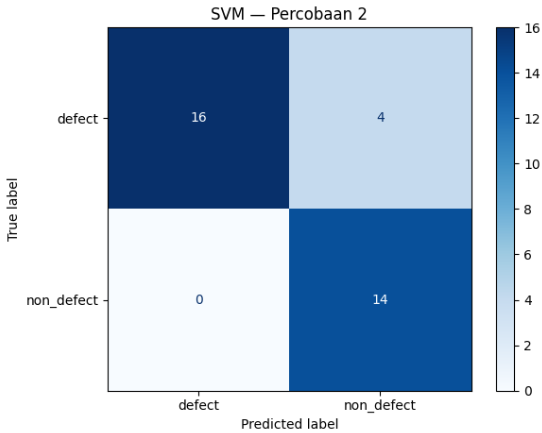 SVM — Percobaan 2
True label
defect
non_defect
16
4
0
14
defect
non_defect
Predicted label
16
14
12
10
8
6
4
2
0